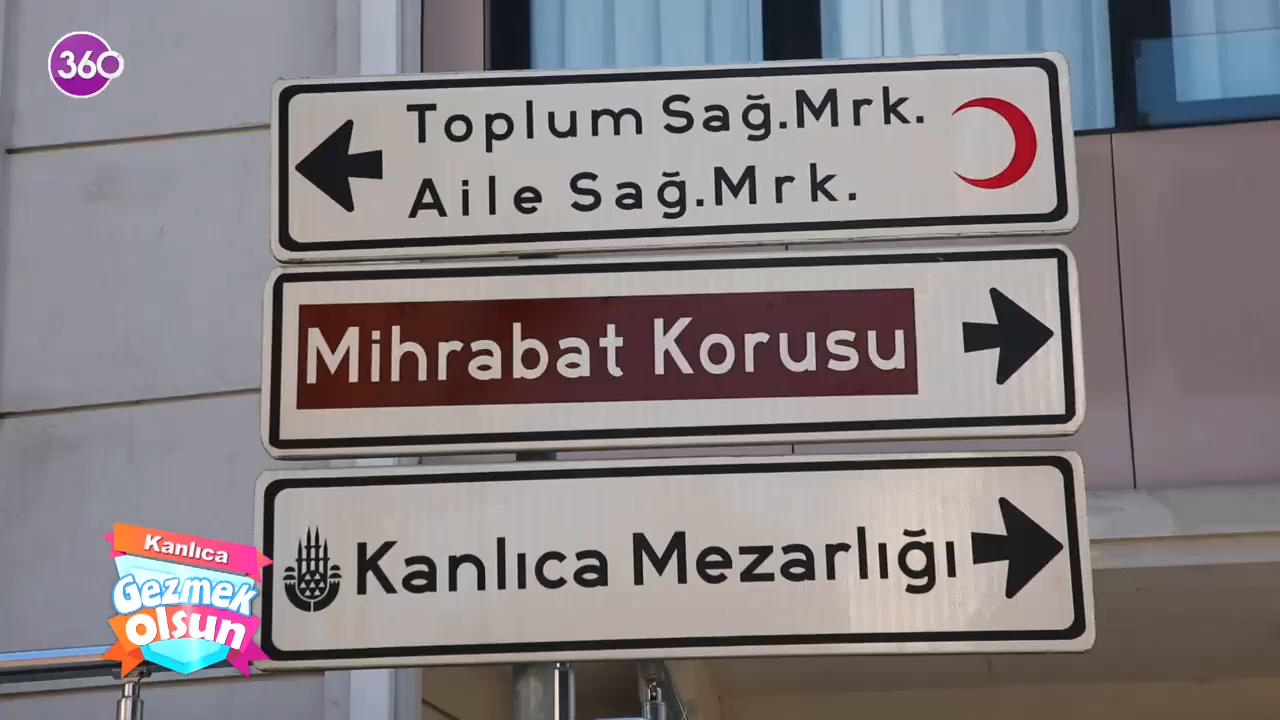 360
Toplum Sağ.Mrk.
Aile Sağ.Mrk.
Mihrabat Korusu
Kanlıca Mezarlığı
Kanlıca
Gezmek
olsun